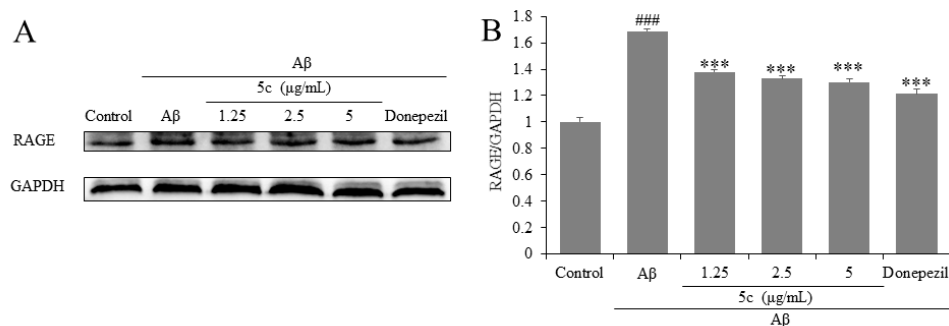 A
Aβ
5c (µg/mL)
Control Aβ 1.25 2.5 5 Donepezil
RAGE
GAPDH
B
RAGE/GAPDH
1.8
1.6
1.4
1.2
1
0.8
0.6
0.4
0.2
0
###
*** *** *** ***
Control Aβ 1.25 2.5 5 Donepezil
5c (µg/mL)
Aβ